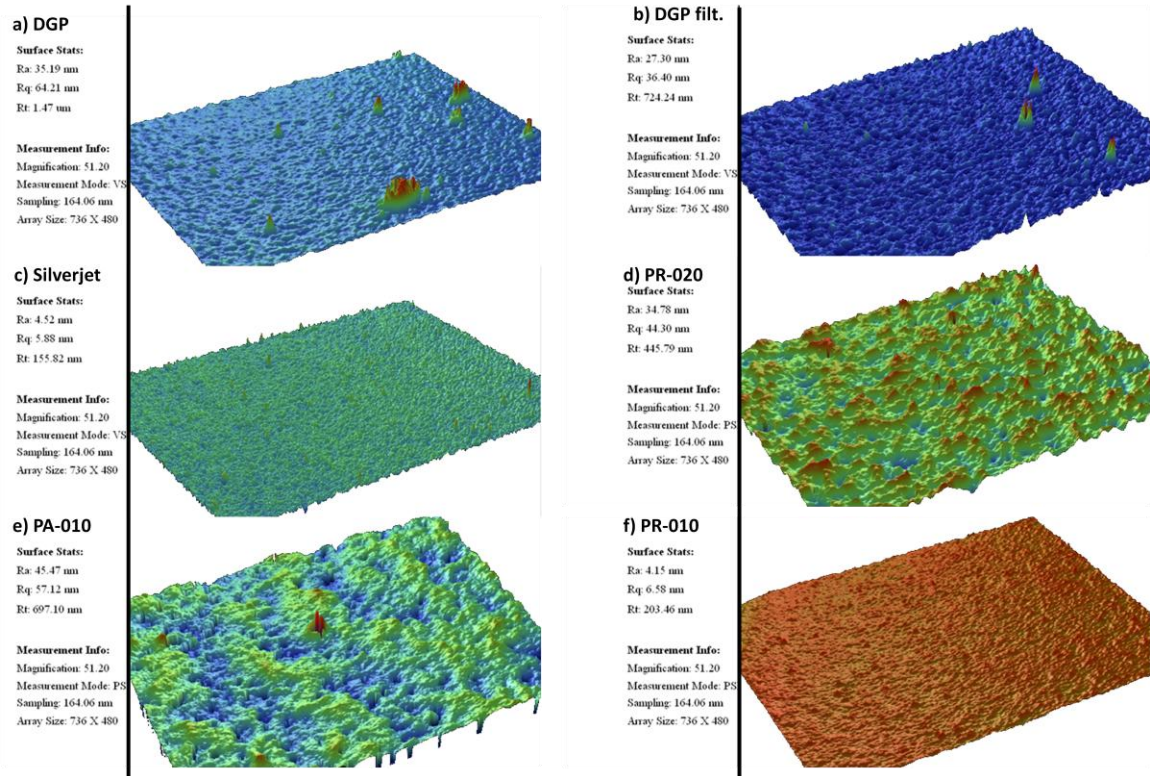 a) DGP
Surface Stats:
Ra: 35.19 nm
Rq: 64.21 nm
Rt: 1.47 um
Measurement Info:
Magnification: 51.20
Measurement Mode: VS
Sampling: 164.06 nm
Array Size: 736 X 480
b) DGP filt.
Surface Stats:
Ra: 27.30 nm
Rq: 36.40 nm
Rt: 724.24 nm
Measurement Info:
Magnification: 51.20
Measurement Mode: VS
Sampling: 164.06 nm
Array Size: 736 X 480
c) Silverjet
Surface Stats:
Ra: 4.52 nm
Rq: 5.88 nm
Rt: 155.82 nm
Measurement Info:
Magnification: 51.20
Measurement Mode: VS
Sampling: 164.06 nm
Array Size: 736 X 480
d) PR-020
Surface Stats:
Ra: 34.78 nm
Rq: 44.30 nm
Rt: 445.79 nm
Measurement Info:
Magnification: 51.20
Measurement Mode: PS
Sampling: 164.06 nm
Array Size: 736 X 480
e) PA-010
Surface Stats:
Ra: 45.47 nm
Rq: 57.12 nm
Rt: 697.10 nm
Measurement Info:
Magnification: 51.20
Measurement Mode: PS
Sampling: 164.06 nm
Array Size: 736 X 480
f) PR-010
Surface Stats:
Ra: 4.15 nm
Rq: 6.58 nm
Rt: 203.46 nm
Measurement Info:
Magnification: 51.20
Measurement Mode: PS
Sampling: 164.06 nm
Array Size: 736 X 480